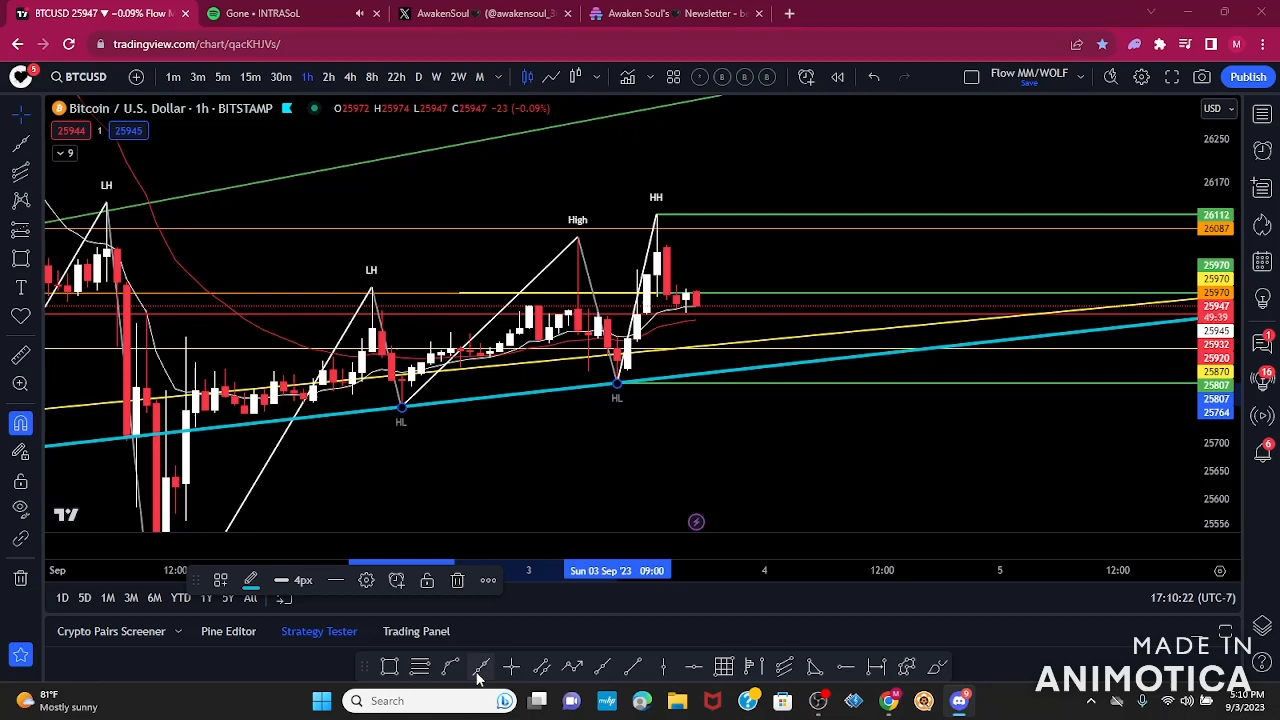 BTCUSD 25947 ▼ −0.09% Flow M
Gone • INTRASoL
AwakenSoul (@awakensoul_3
Awaken Soul's Newsletter - b
tradingview.com/chart/qacKHJVs/
M
5
BTCUSD
1m 3m 5m 15m 30m 1h 2h 4h 8h 22h D W 2W M
B B B
Flow MM/WOLF
Save
Publish
Bitcoin / U.S. Dollar · 1h · BITSTAMP
O25972 H25974 L25947 C25947 −23 (−0.09%)
USD
25944 1 25945
9
26250
26170
LH
HH
High
LH
HL
HL
26112
26087
25970
25970
25970
25947
49:39
25945
25932
25920
25870
25807
25807
25764
25700
25650
25600
25556
1
16
6
Sep 12:00 3 Sun 03 Sep '23 09:00 4 12:00 5 12:00
4px
1D 5D 1M 3M 6M YTD 1Y 5Y All
17:10:22 (UTC-7)
Crypto Pairs Screener
Pine Editor
Strategy Tester
Trading Panel
MADE IN
ANIMOTICA
81°F
Mostly sunny
Search
5:10 PM
9/3/2023